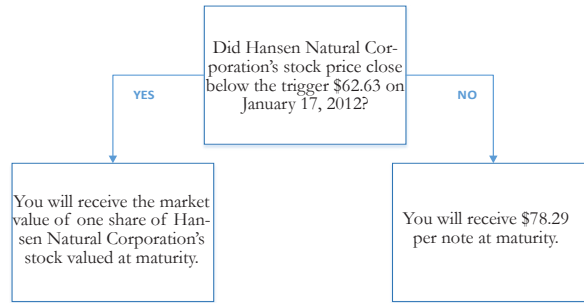 Did Hansen Natural Cor-
poration's stock price close
below the trigger $62.63 on
January 17, 2012?
YES
NO
You will receive the market
value of one share of Han-
sen Natural Corporation's
stock valued at maturity.
You will receive $78.29
per note at maturity.